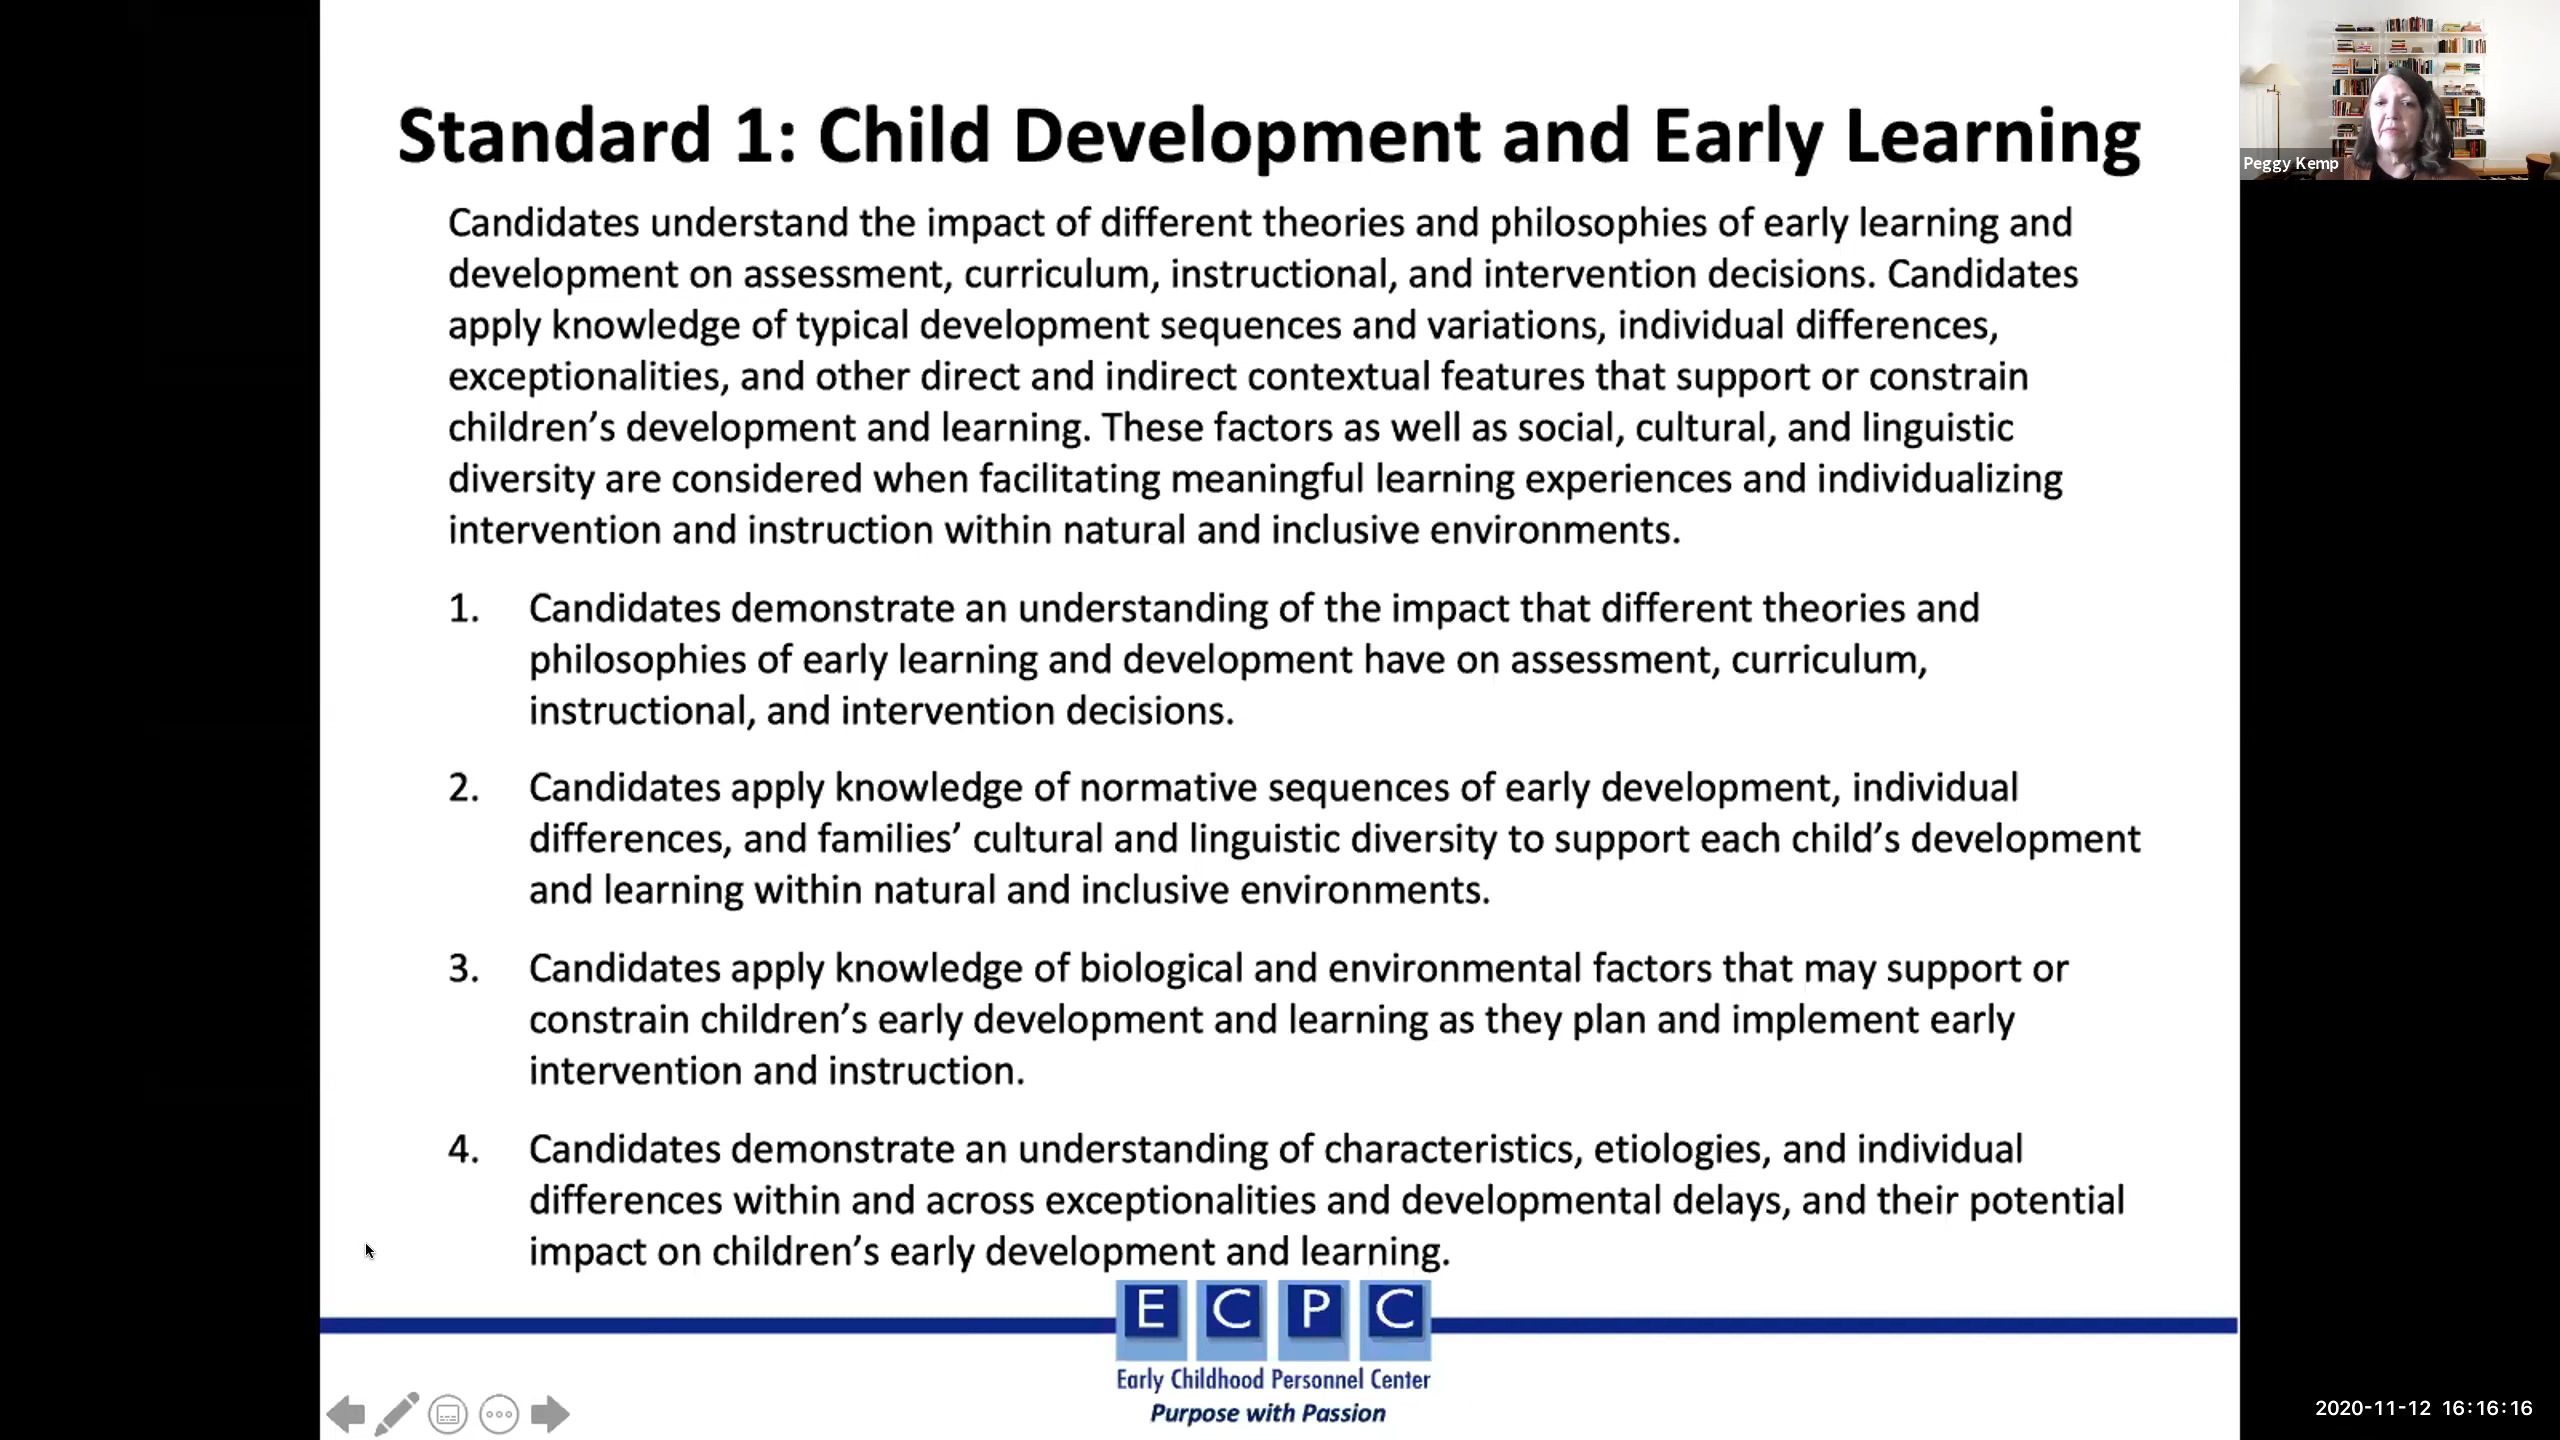 Standard 1: Child Development and Early Learning
Peggy Kemp
Candidates understand the impact of different theories and philosophies of early learning and
development on assessment, curriculum, instructional, and intervention decisions. Candidates
apply knowledge of typical development sequences and variations, individual differences,
exceptionalities, and other direct and indirect contextual features that support or constrain
children’s development and learning. These factors as well as social, cultural, and linguistic
diversity are considered when facilitating meaningful learning experiences and individualizing
intervention and instruction within natural and inclusive environments.
1. Candidates demonstrate an understanding of the impact that different theories and
philosophies of early learning and development have on assessment, curriculum,
instructional, and intervention decisions.
2. Candidates apply knowledge of normative sequences of early development, individual
differences, and families’ cultural and linguistic diversity to support each child’s development
and learning within natural and inclusive environments.
3. Candidates apply knowledge of biological and environmental factors that may support or
constrain children’s early development and learning as they plan and implement early
intervention and instruction.
4. Candidates demonstrate an understanding of characteristics, etiologies, and individual
differences within and across exceptionalities and developmental delays, and their potential
impact on children’s early development and learning.
E C P C
Early Childhood Personnel Center
Purpose with Passion
2020-11-12 16:16:16